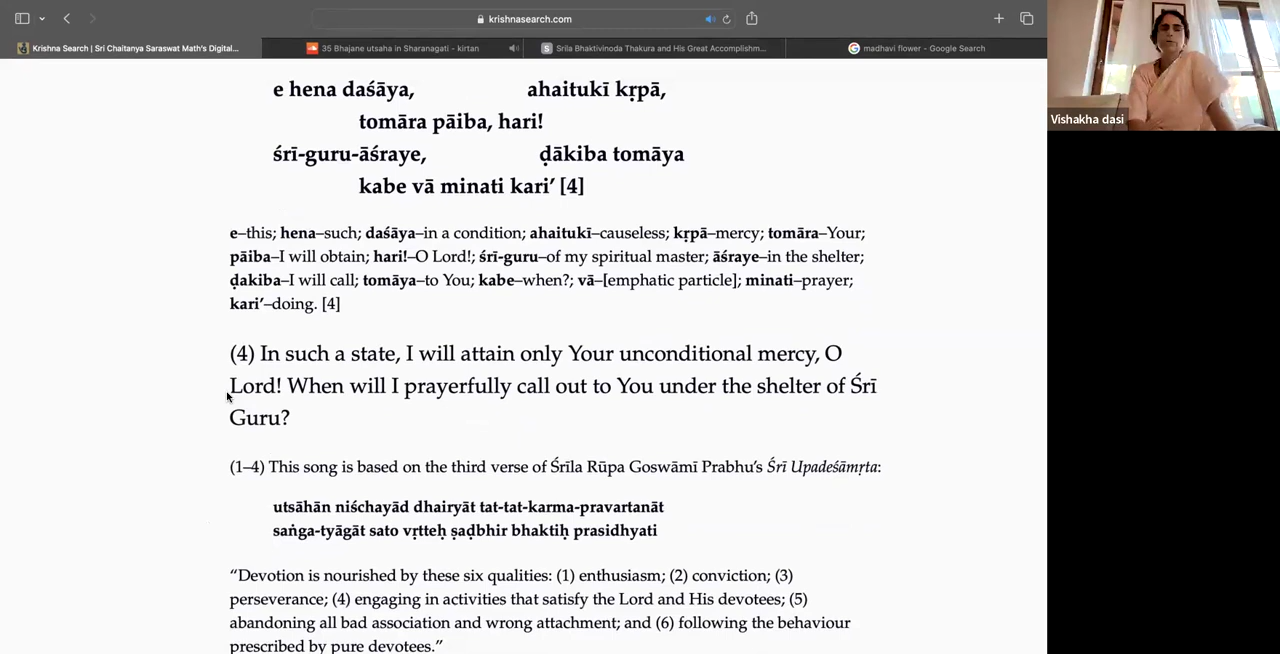 krishnasearch.com
Krishna Search | Sri Chaitanya Saraswat Math's Digital...
35 Bhajane utsaha in Sharanagati - kirtan
S Srila Bhaktivinoda Thakura and His Great Accomplishm...
G madhavi flower - Google Search
Vishakha dasi
e hena daśāya, ahaitukī kṛpā,
tomāra pāiba, hari!
śrī-guru-āśraye, ḍākiba tomāya
kabe vā minati kari’ [4]
e–this; hena–such; daśāya–in a condition; ahaitukī–causeless; kṛpā–mercy; tomāra–Your;
pāiba–I will obtain; hari!–O Lord!; śrī-guru–of my spiritual master; āśraye–in the shelter;
ḍakiba–I will call; tomāya–to You; kabe–when?; vā–[emphatic particle]; minati–prayer;
kari’–doing. [4]
(4) In such a state, I will attain only Your unconditional mercy, O
Lord! When will I prayerfully call out to You under the shelter of Śrī
Guru?
(1–4) This song is based on the third verse of Śrīla Rūpa Goswāmī Prabhu’s Śrī Upadeśāmṛta:
utsāhān niśchayād dhairyāt tat-tat-karma-pravartanāt
saṅga-tyāgāt sato vṛtteḥ ṣaḍbhir bhaktiḥ prasidhyati
“Devotion is nourished by these six qualities: (1) enthusiasm; (2) conviction; (3)
perseverance; (4) engaging in activities that satisfy the Lord and His devotees; (5)
abandoning all bad association and wrong attachment; and (6) following the behaviour
prescribed by pure devotees.”